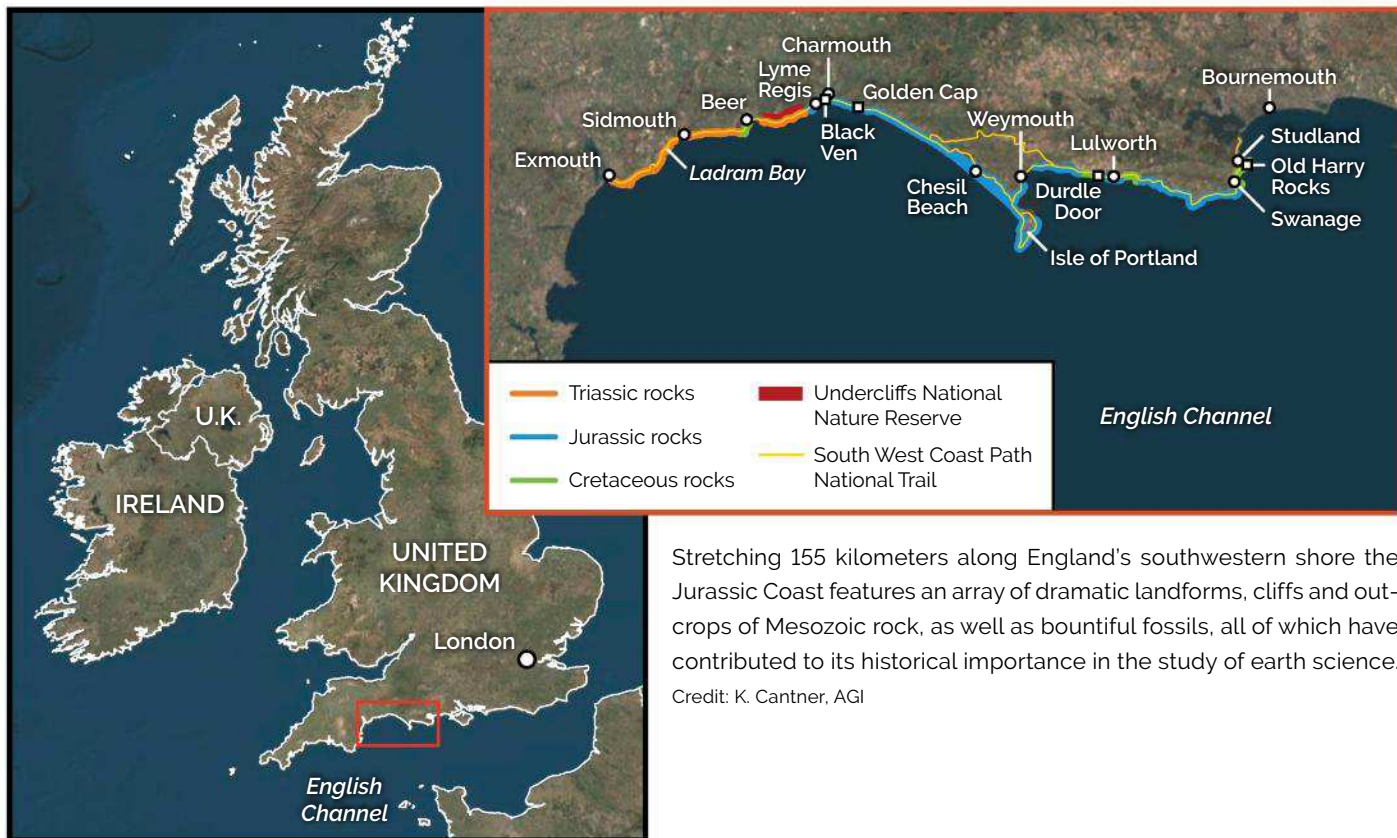 U.K.
IRELAND
UNITED
KINGDOM
London
English
Channel
Charmouth
Lyme
Regis
Golden Cap
Bournemouth
Beer
Sidmouth
Black
Ven
Weymouth
Lulworth
Studland
Exmouth
Ladram Bay
Old Harry
Rocks
Chesil
Beach
Durdle
Door
Swanage
Isle of Portland
Triassic rocks
Jurassic rocks
Cretaceous rocks
Undercliffs National
Nature Reserve
South West Coast Path
National Trail
English Channel
Stretching 155 kilometers along England's southwestern shore the
Jurassic Coast features an array of dramatic landforms, cliffs and out-
crops of Mesozoic rock, as well as bountiful fossils, all of which have
contributed to its historical importance in the study of earth science.
Credit: K. Cantner, AGI